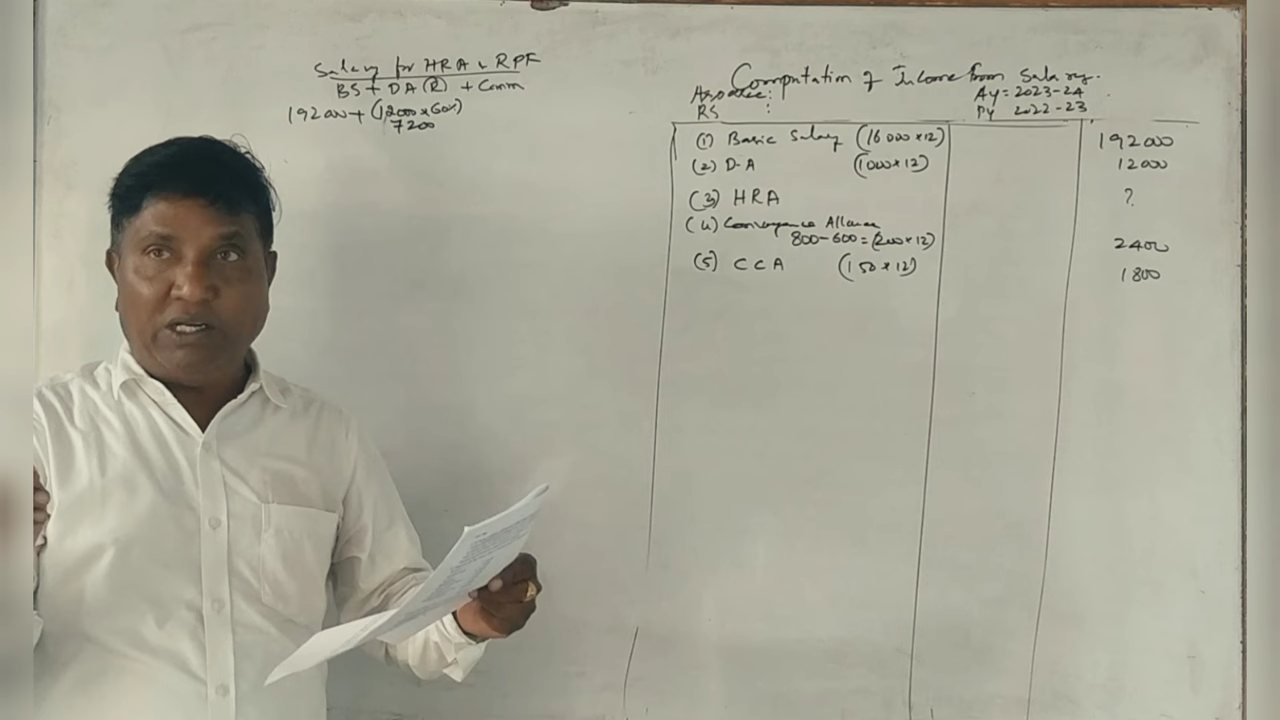 Salary for HRA & RPF
BS + DA (R) + Comm
192000 + (12000 x 60%)
7200
Computation of Income from Salary.
Assessee:
RS :
AY = 2023-24
PY 2022-23
(1) Basic Salary (16000 x 12) 192000
(2) D.A (1000 x 12) 12000
(3) HRA ?
(4) Conveyance Allowance
800-600 = (200 x 12) 2400
(5) CCA (150 x 12) 1800